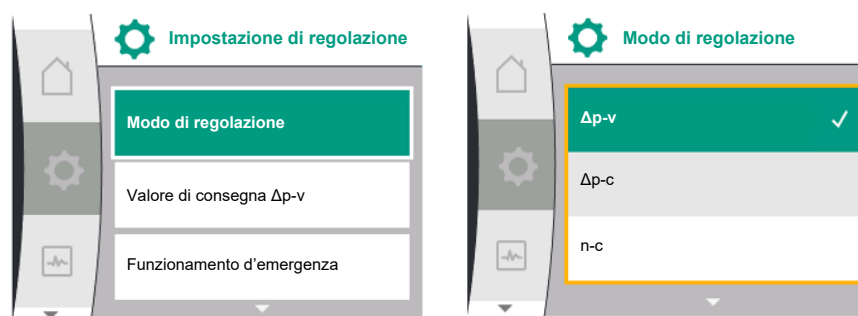 Impostazione di regolazione
Modo di regolazione
Valore di consegna Δp-v
Funzionamento d’emergenza
Modo di regolazione
Δp-v
Δp-c
n-c